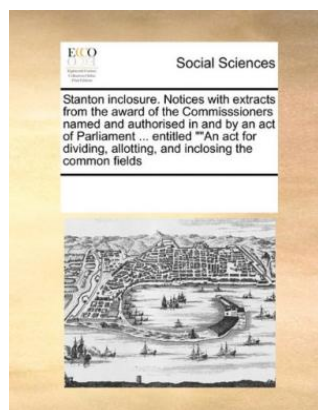 ECCO
Social Sciences
Stanton inclosure. Notices with extracts
from the award of the Commisssioners
named and authorised in and by an act
of Parliament ... entitled ""An act for
dividing, allotting, and inclosing the
common fields